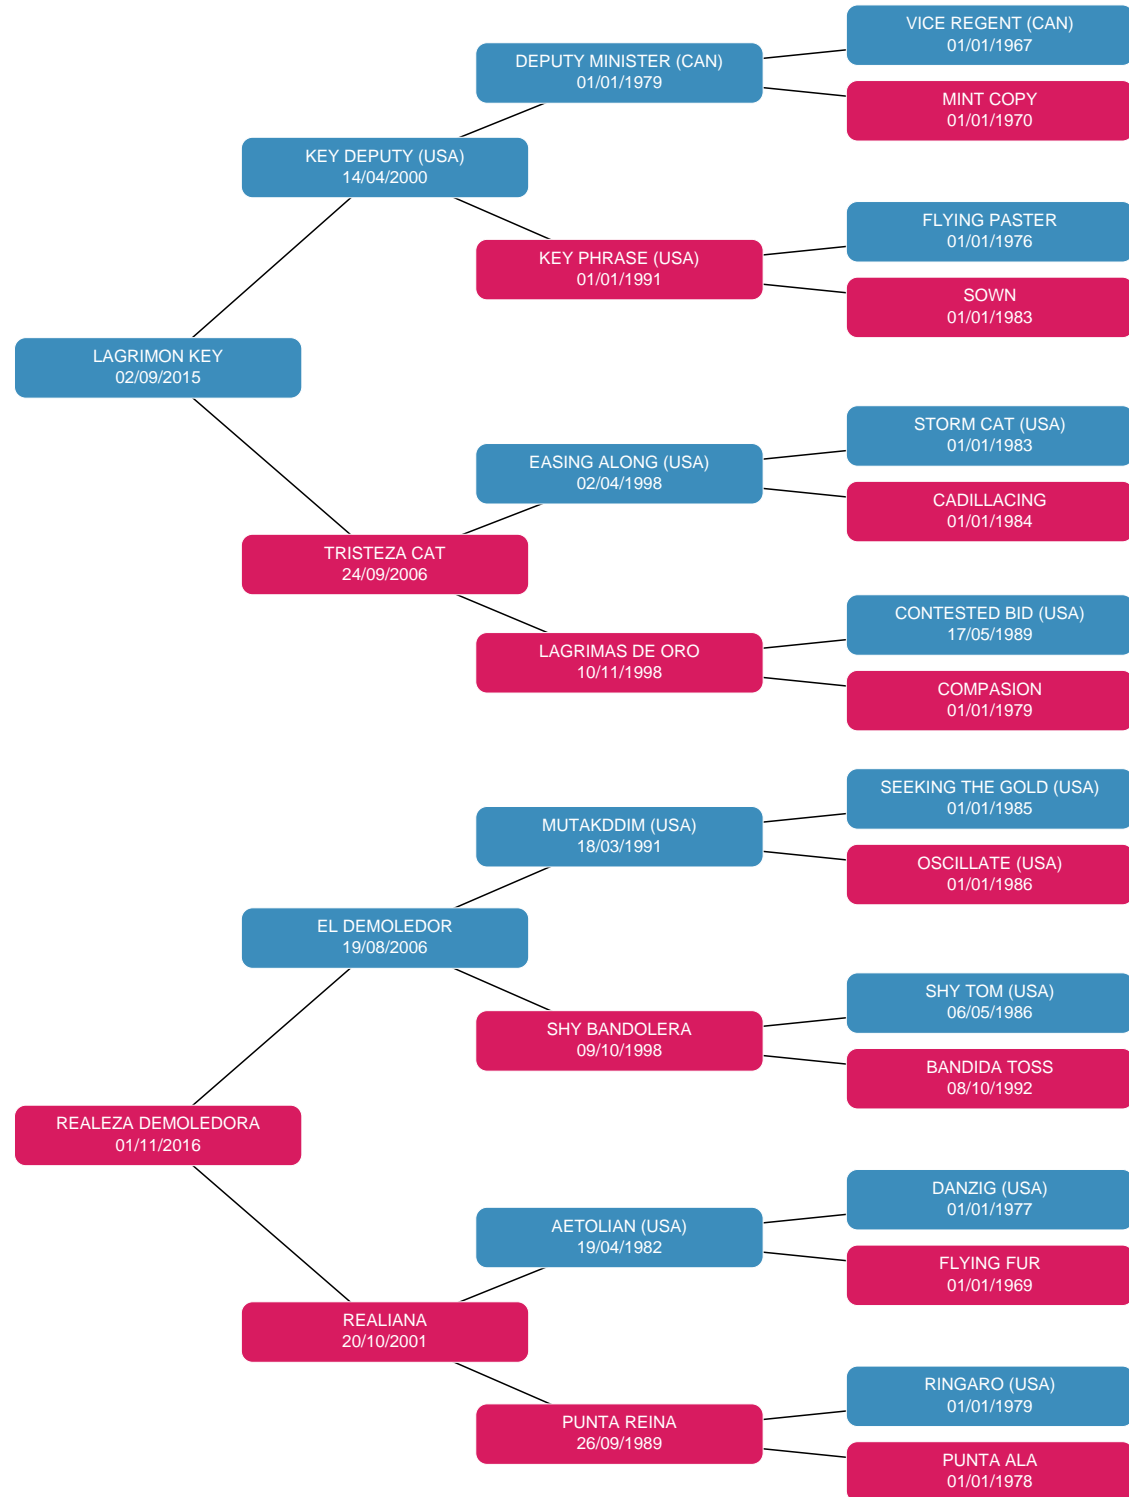 VICE REGENT (CAN)
01/01/1967
DEPUTY MINISTER (CAN)
01/01/1979
MINT COPY
01/01/1970
KEY DEPUTY (USA)
14/04/2000
FLYING PASTER
01/01/1976
KEY PHRASE (USA)
01/01/1991
SOWN
01/01/1983
LAGRIMON KEY
02/09/2015
STORM CAT (USA)
01/01/1983
EASING ALONG (USA)
02/04/1998
CADILLACING
01/01/1984
TRISTEZA CAT
24/09/2006
CONTESTED BID (USA)
17/05/1989
LAGRIMAS DE ORO
10/11/1998
COMPASION
01/01/1979
SEEKING THE GOLD (USA)
01/01/1985
MUTAKDDIM (USA)
18/03/1991
OSCILLATE (USA)
01/01/1986
EL DEMOLEDOR
19/08/2006
SHY TOM (USA)
06/05/1986
SHY BANDOLERA
09/10/1998
BANDIDA TOSS
08/10/1992
REALEZA DEMOLEDORA
01/11/2016
DANZIG (USA)
01/01/1977
AETOLIAN (USA)
19/04/1982
FLYING FUR
01/01/1969
REALIANA
20/10/2001
RINGARO (USA)
01/01/1979
PUNTA REINA
26/09/1989
PUNTA ALA
01/01/1978